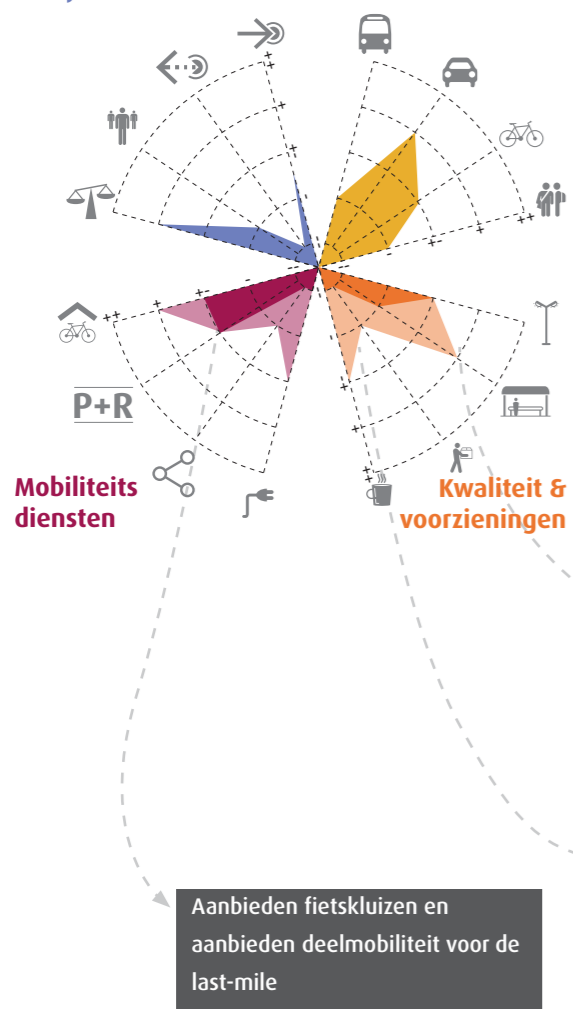 P+R
Mobiliteits
diensten
Kwaliteit &
voorzieningen
Aanbieden fietskluizen en
aanbieden deelmobiliteit voor de
last-mile